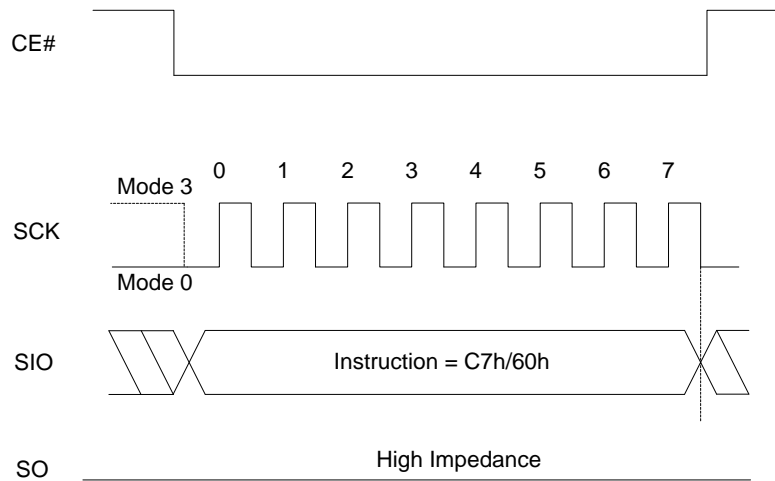 CE#
0 1 2 3 4 5 6 7
Mode 3
SCK
Mode 0
SIO
Instruction = C7h/60h
High Impedance
SO